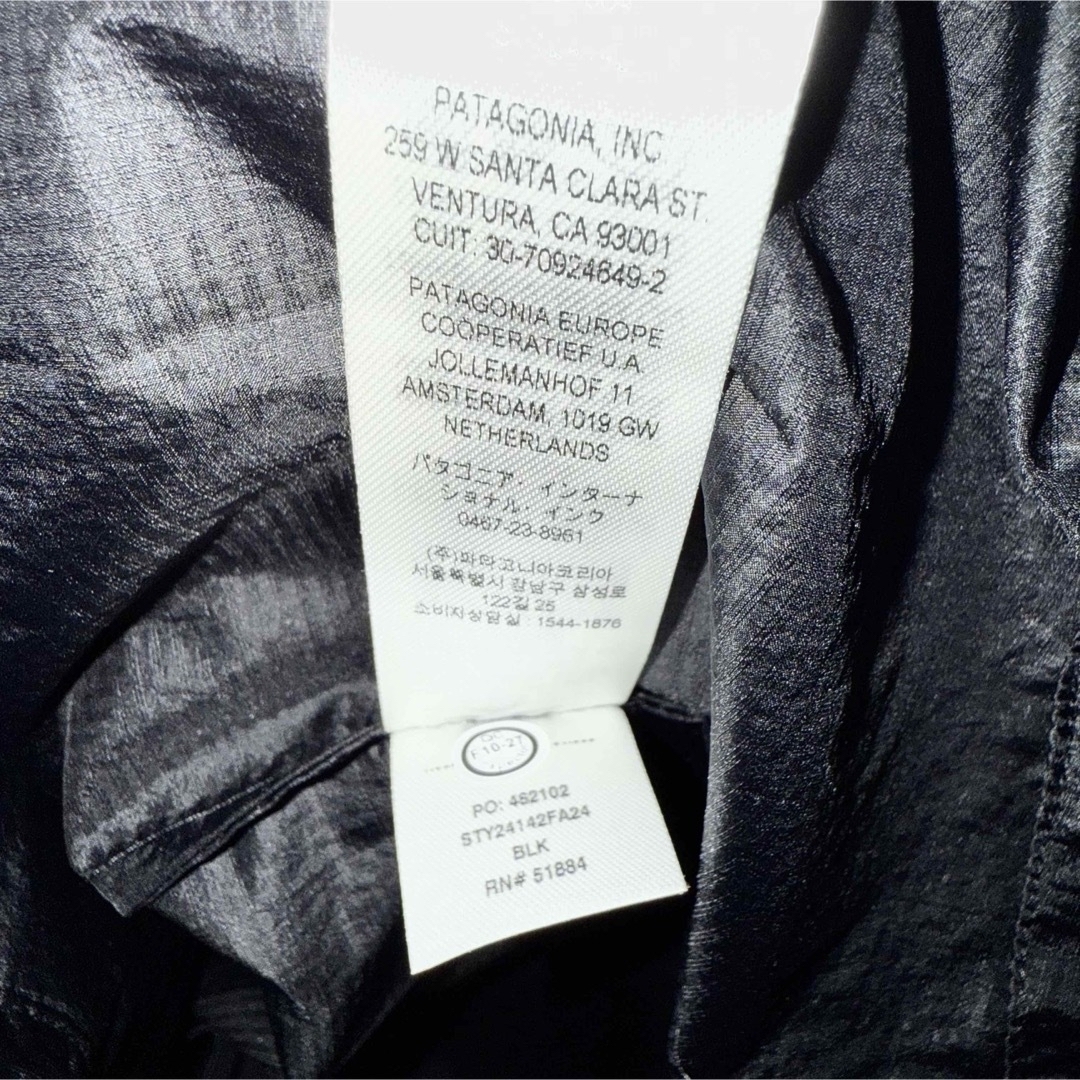 PATAGONIA, INC
259 W SANTA CLARA ST.
VENTURA, CA 93001
CUIT: 30-70924649-2
PATAGONIA EUROPE
COÖPERATIEF U.A
JOLLEMANHOF 11
AMSTERDAM, 1019 GW
NETHERLANDS
パタゴニア・インターナ
ショナル・インク
0467-23-8961
(주)파타고니아코리아
서울특별시 강남구 삼성로
122길 25
소비자상담실 : 1544-1876
QC
F10-27
PO: 462102
STY24142FA24
BLK
RN# 51884